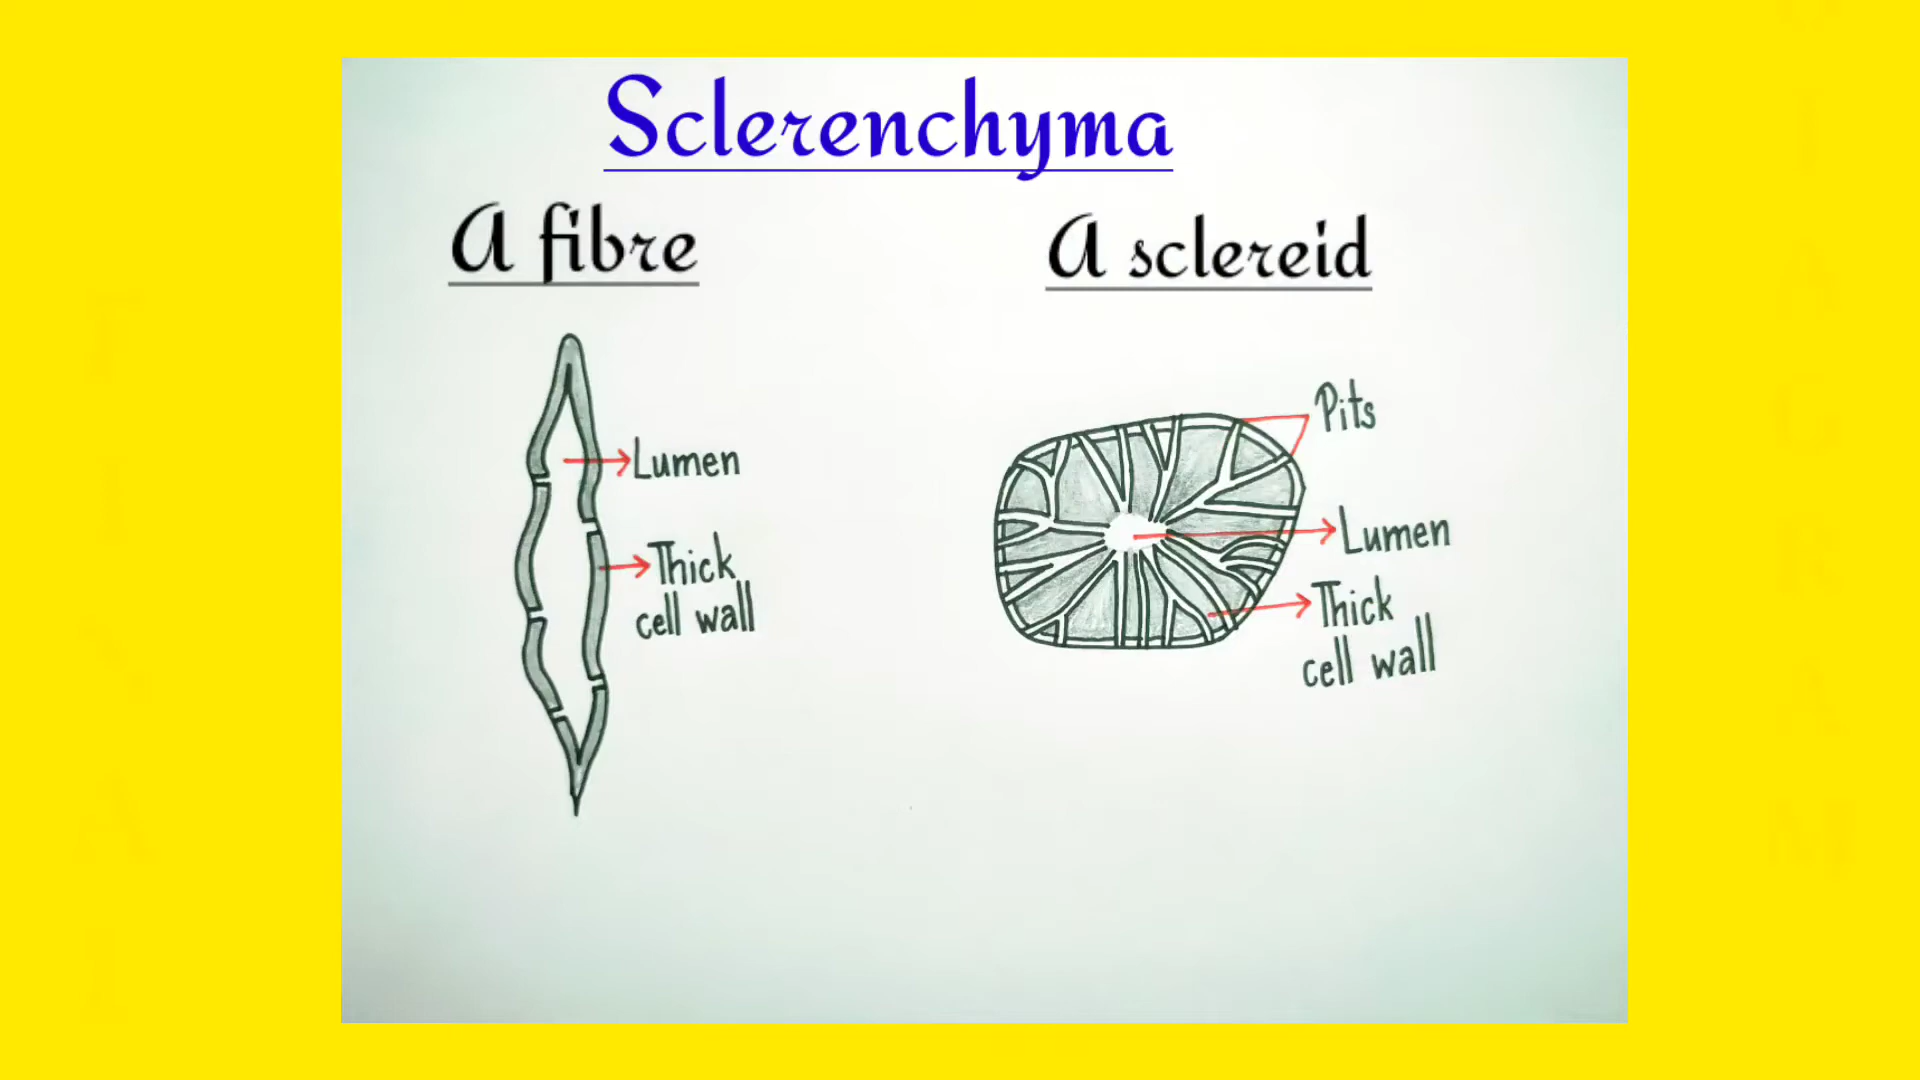 Sclerenchyma
A fibre
A sclereid
Lumen
Thick
cell wall
Pits
Lumen
Thick
cell wall